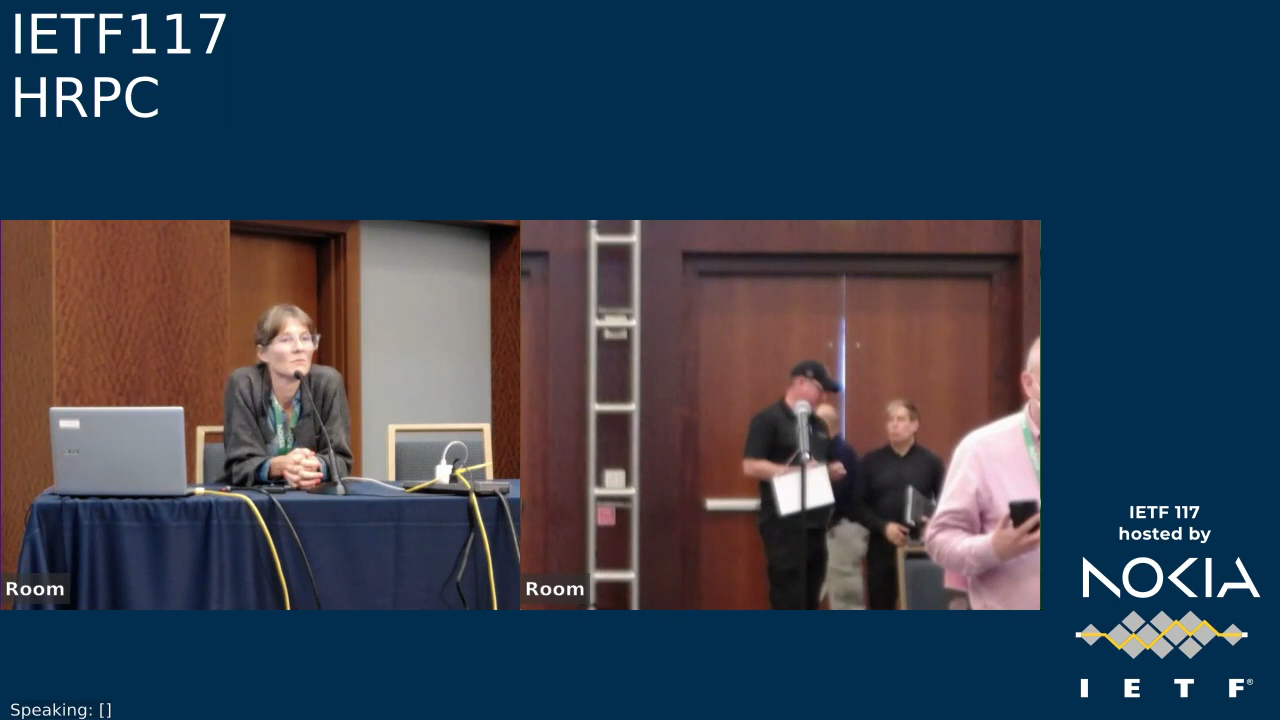 IETF117
HRPC
Room
Room
IETF 117
hosted by
NOKIA
I E T F®
Speaking: []